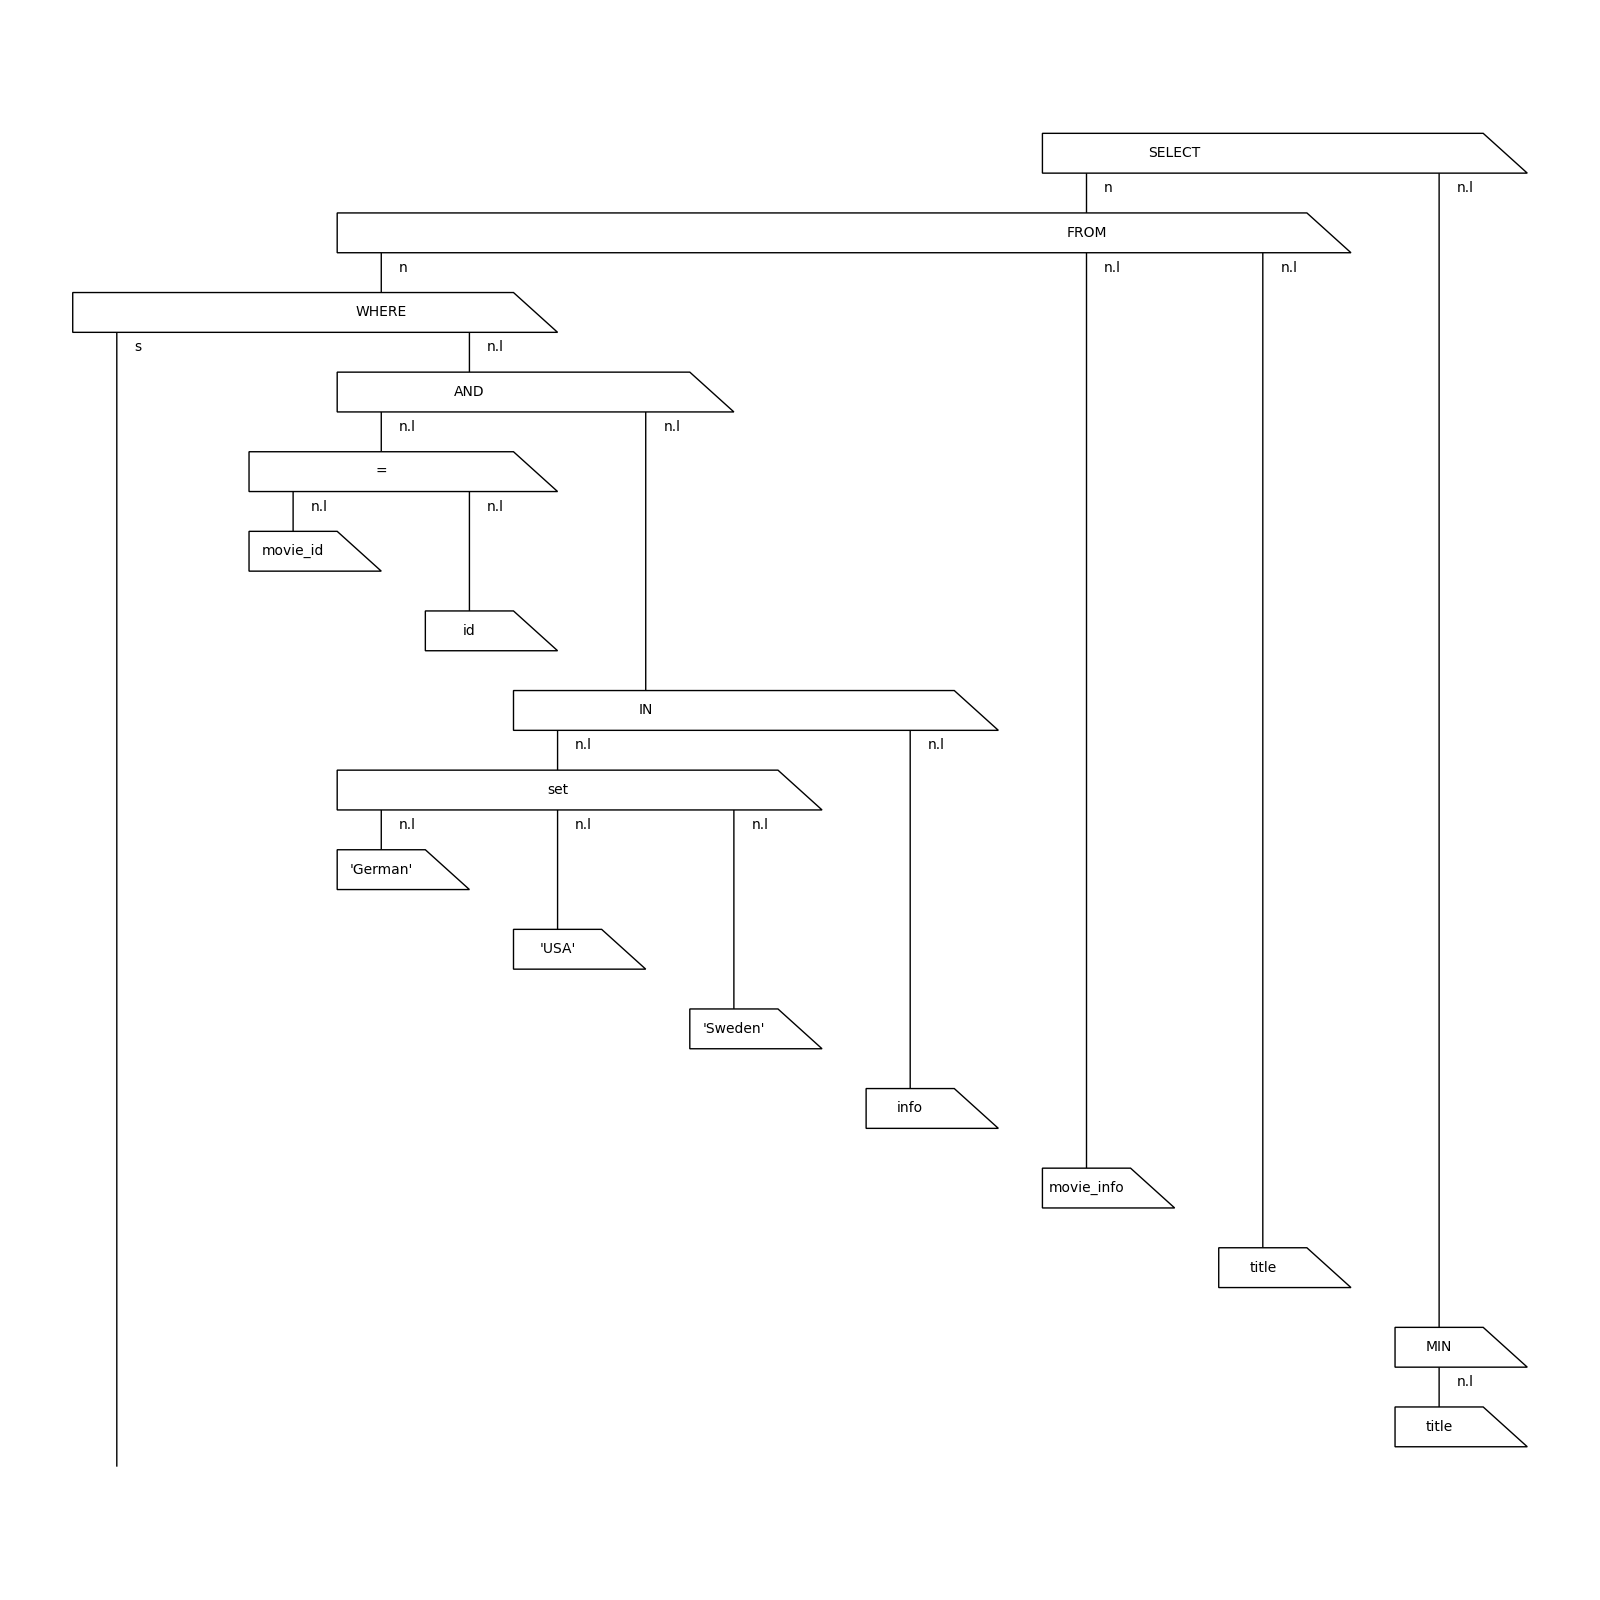 SELECT
n n.l
FROM
n n.l n.l
WHERE
s n.l
AND
n.l n.l
=
n.l n.l
movie_id
id
IN
n.l n.l
set
n.l n.l n.l
'German'
'USA'
'Sweden'
info
movie_info
title
MIN
n.l
title